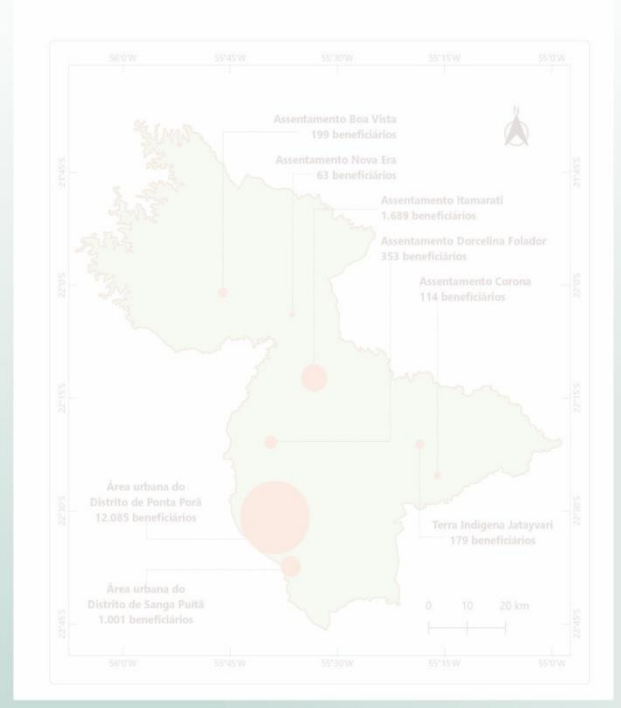 56°0'W 55°45'W 55°30'W 55°15'W 55°0'W
N
Assentamento Boa Vista
199 beneficiários
Assentamento Nova Era
63 beneficiários
Assentamento Itamarati
1.689 beneficiários
Assentamento Dorcelina Folador
353 beneficiários
Assentamento Corona
114 beneficiários
21°45'S 21°45'S
22°0'S 22°0'S
22°15'S 22°15'S
22°30'S 22°30'S
22°45'S 22°45'S
Área urbana do
Distrito de Ponta Porã
12.085 beneficiários
Terra Indígena Jatayvari
179 beneficiários
Área urbana do
Distrito de Sanga Puitã
1.001 beneficiários
0 10 20 km
56°0'W 55°45'W 55°30'W 55°15'W 55°0'W